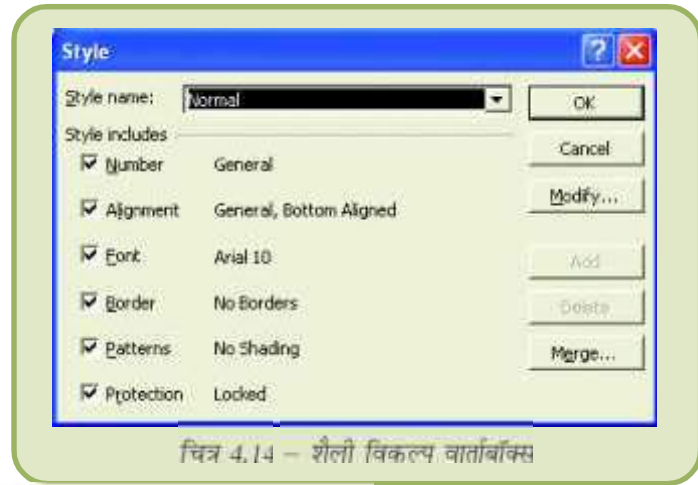 Style
Style name: Normal
OK
Style includes
Cancel
Number General
Modify...
Alignment General, Bottom Aligned
Font Arial 10
Add
Border No Borders
Delete
Patterns No Shading
Merge...
Protection Locked
चित्र 4.14 – शैली विकल्प वार्ताबॉक्स